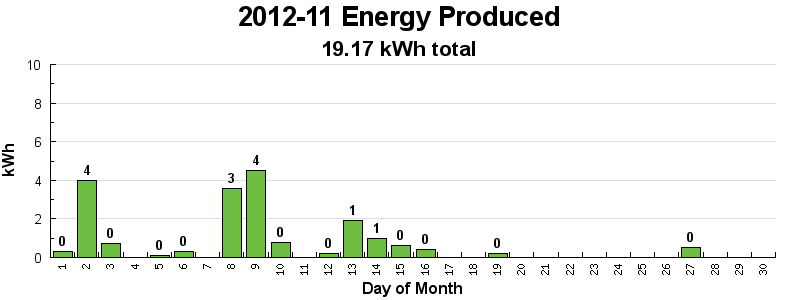 2012-11 Energy Produced
19.17 kWh total
kWh
10
8
6
4
2
0
0 4 0 0 0 3 4 0 0 1 1 0 0 0 0
1 2 3 4 5 6 7 8 9 10 11 12 13 14 15 16 17 18 19 20 21 22 23 24 25 26 27 28 29 30
Day of Month